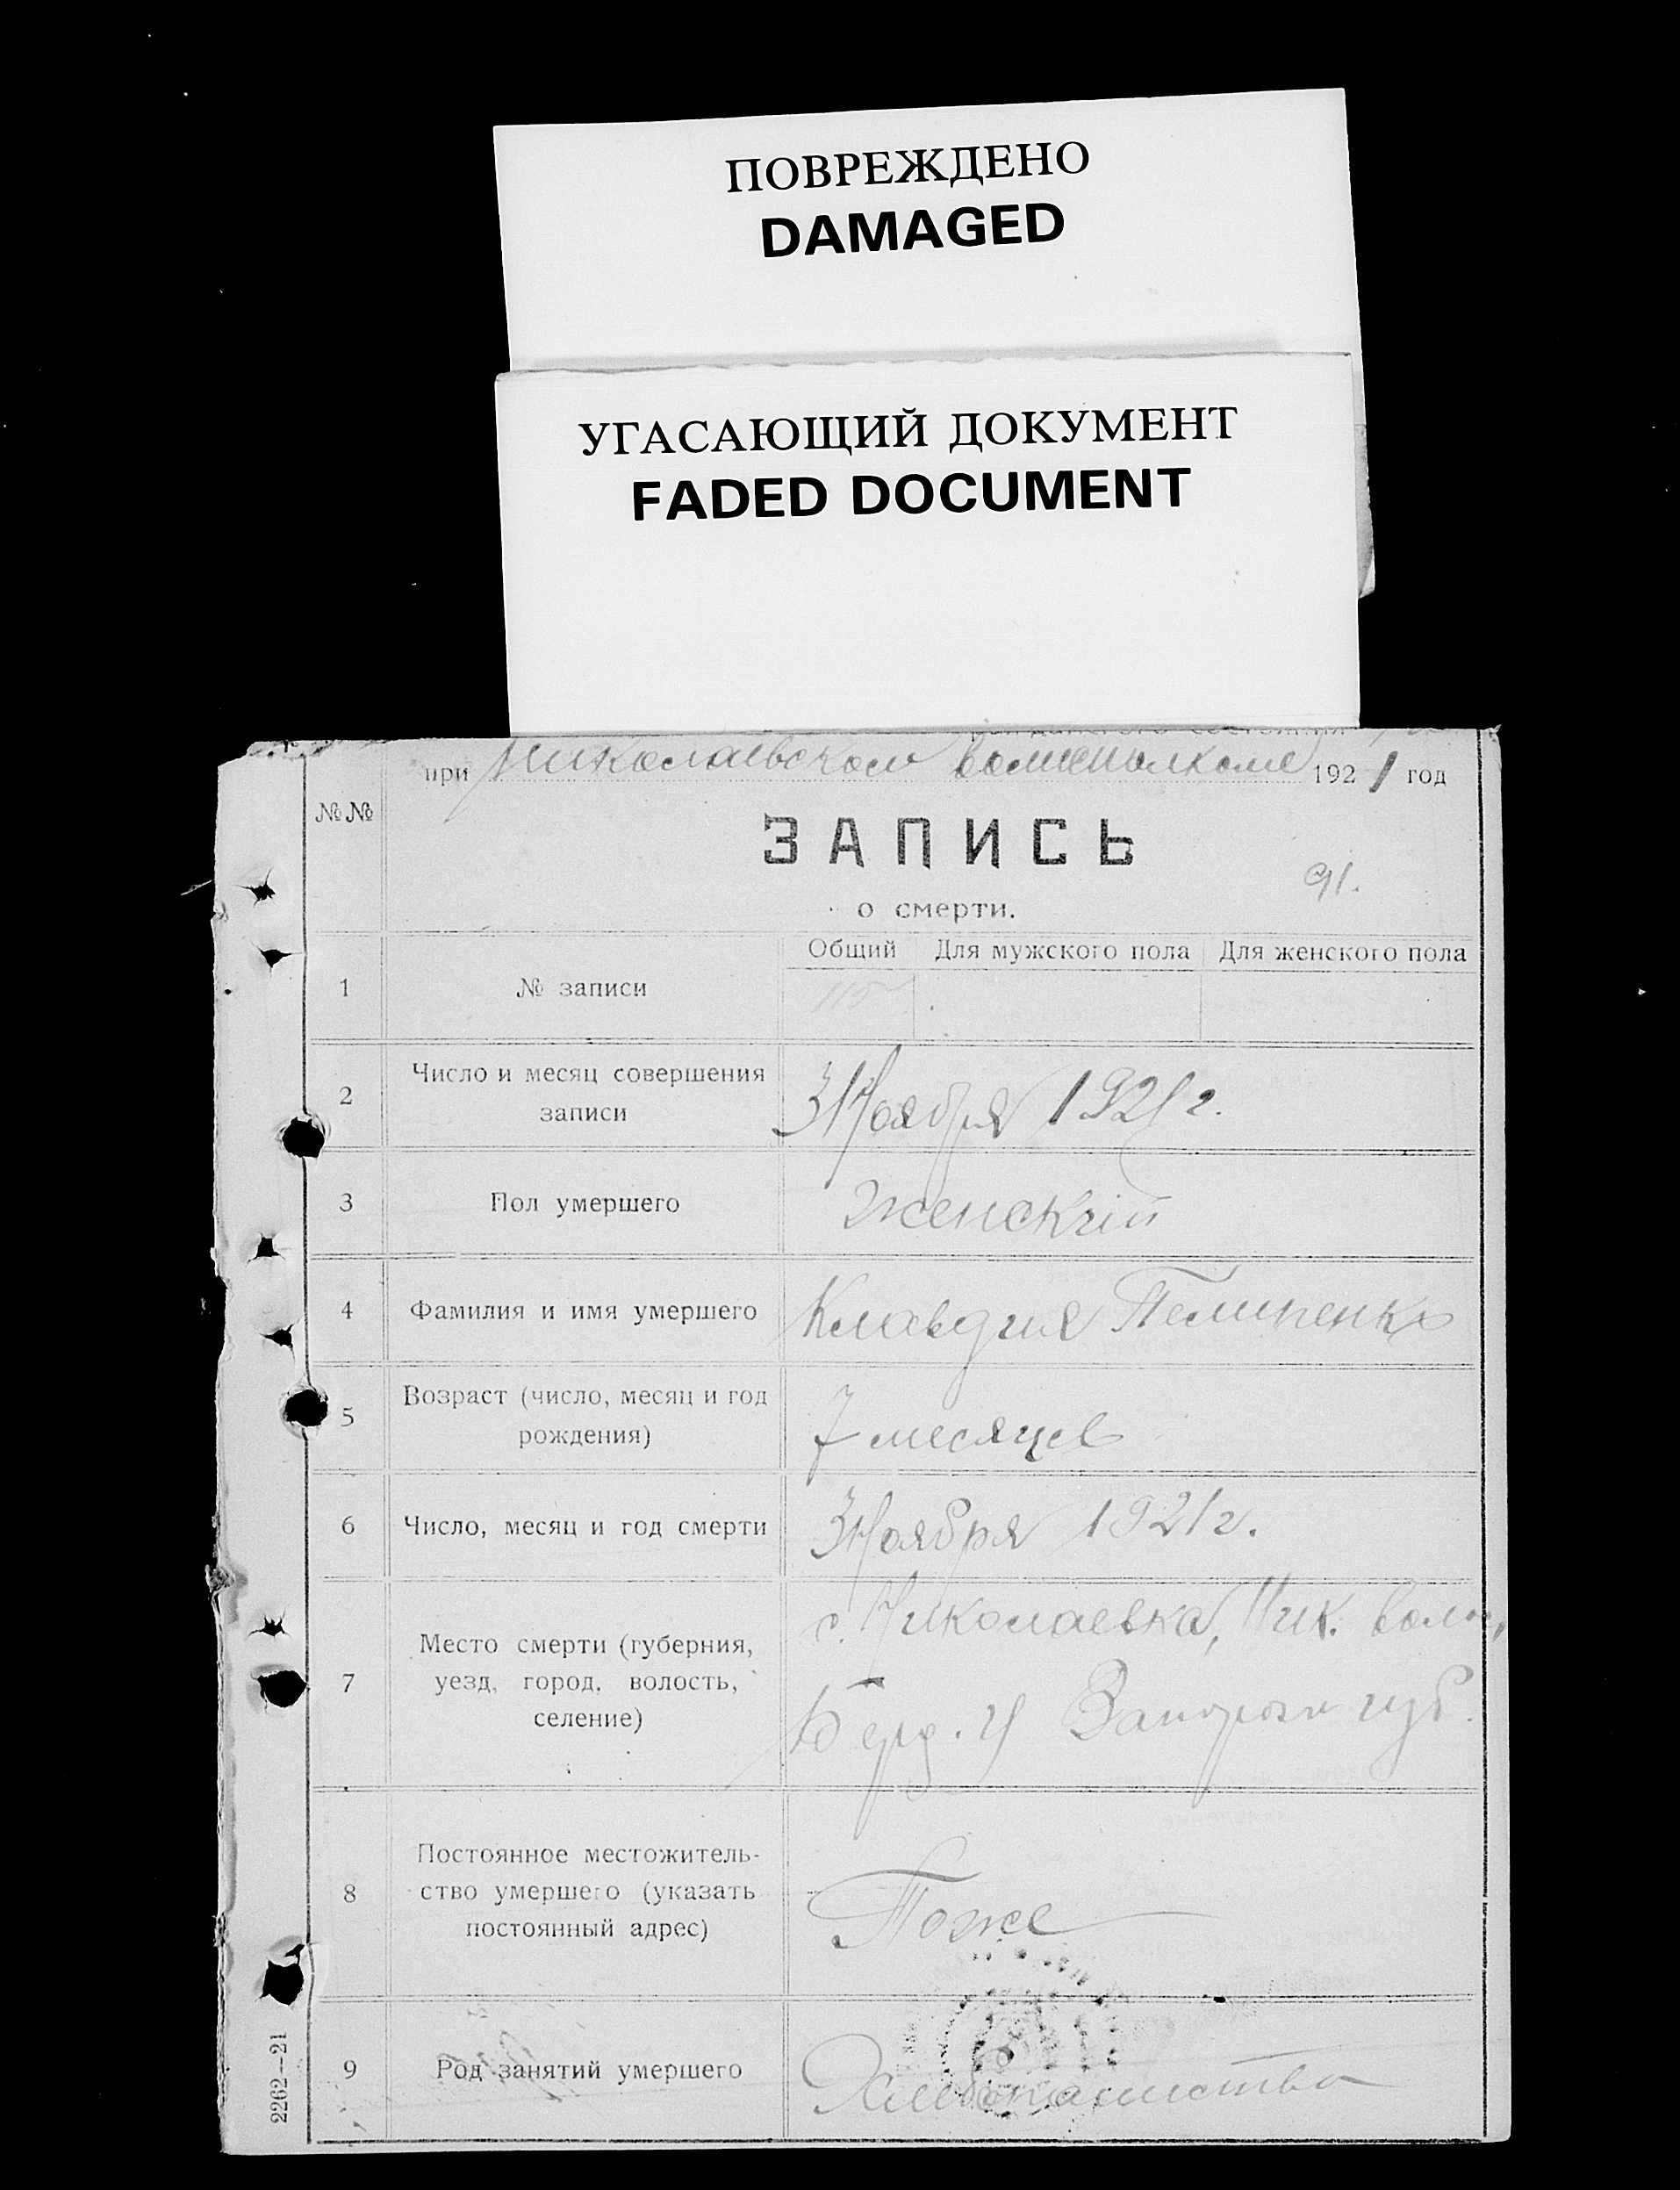 ПОВРЕЖДЕНО
DAMAGED
УГАСАЮЩИЙ ДОКУМЕНТ
FADED DOCUMENT
при Николаевском волисполкоме 1921 год
№№
ЗАПИСЬ
91.
о смерти.
Общий Для мужского пола Для женского пола
1 № записи 115
2 Число и месяц совершения
записи
3 Ноября 1921 г.
3 Пол умершего Женский
4 Фамилия и имя умершего Клавдия
5 Возраст (число, месяц и год
рождения)
7 месяцев
6 Число, месяц и год смерти 3 Ноября 1921 г.
7 Место смерти (губерния,
уезд, город, волость,
селение)
с. Николаевка, Ник. вол.,
Берд. у Запорож губ.
8 Постоянное местожитель-
ство умершего (указать
постоянный адрес)
Тоже
9 Род занятий умершего Хлебопашество
2262—21